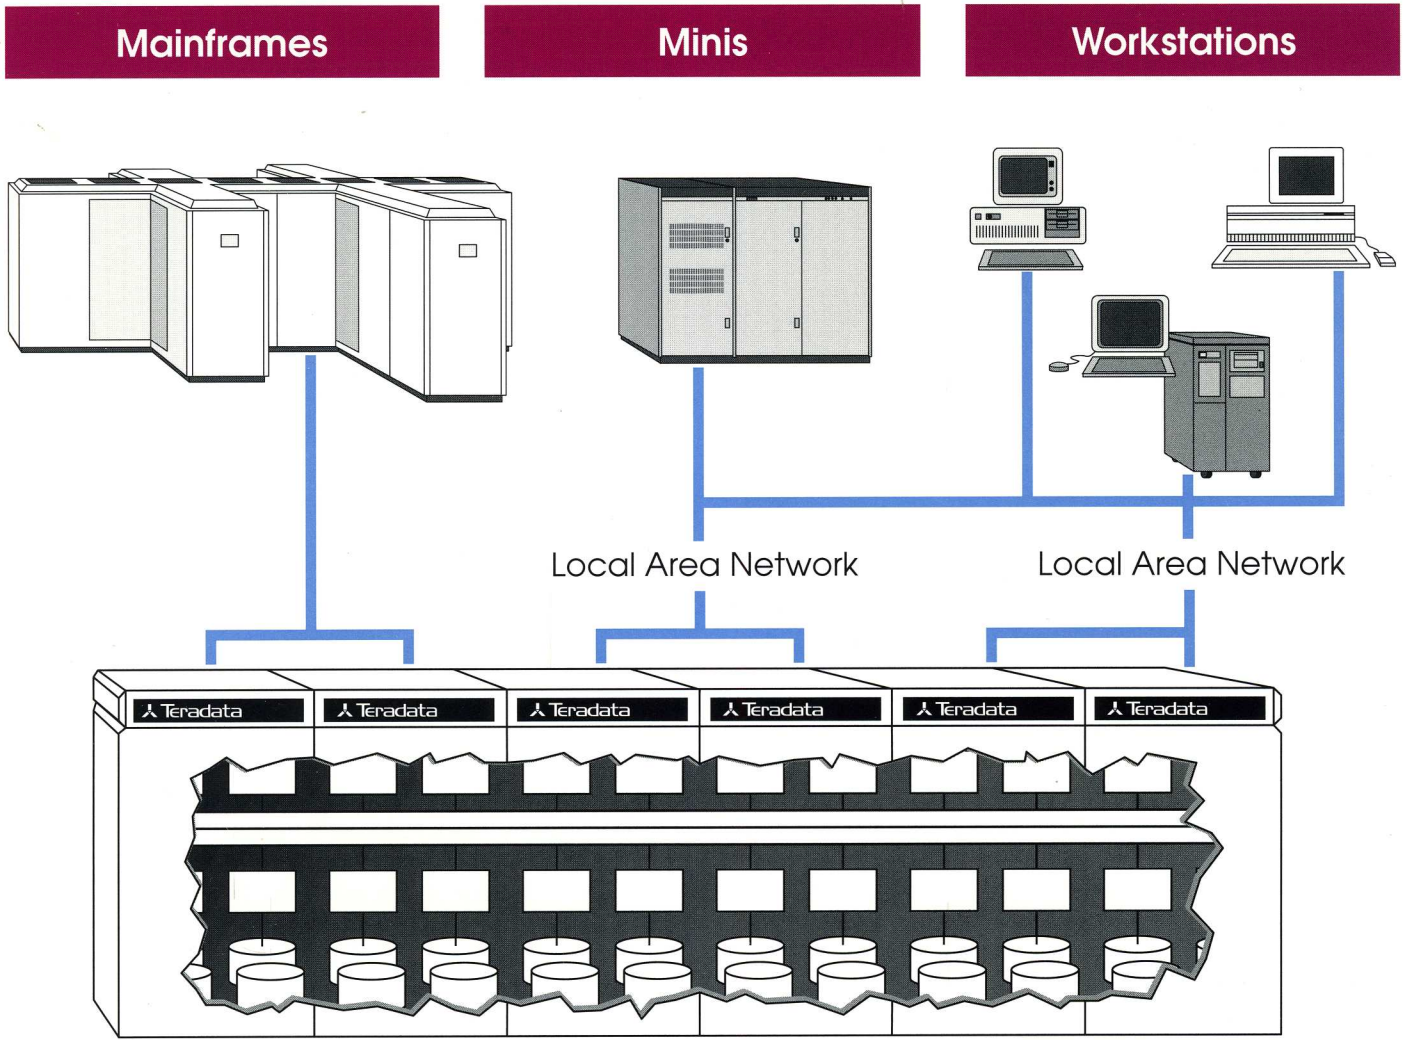 Mainframes
Minis
Workstations
Local Area Network
Local Area Network
Teradata
Teradata
Teradata
Teradata
Teradata
Teradata